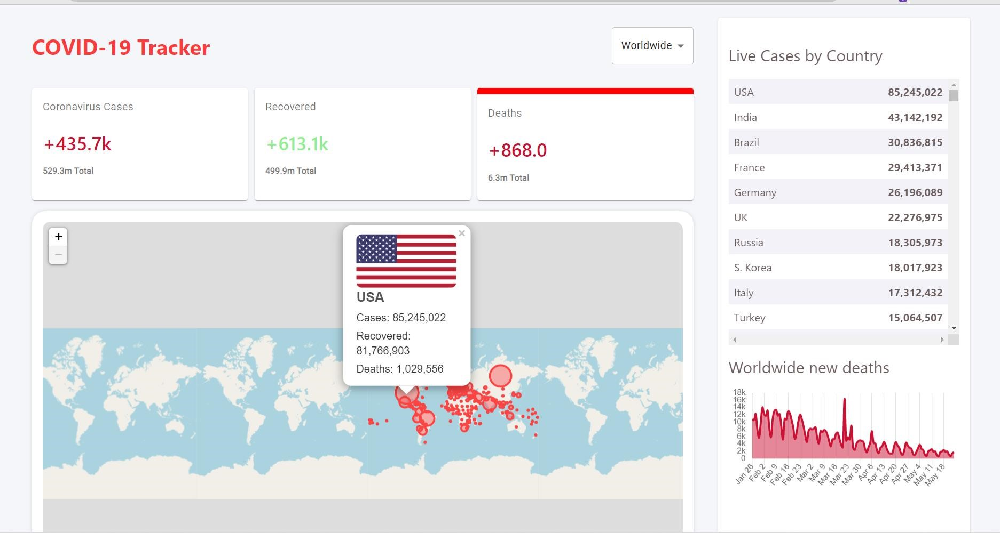 COVID-19 Tracker
Worldwide
Coronavirus Cases
+435.7k
529.3m Total
Recovered
+613.1k
499.9m Total
Deaths
+868.0
6.3m Total
+
−
×
USA
Cases: 85,245,022
Recovered:
81,766,903
Deaths: 1,029,556
Live Cases by Country
USA 85,245,022
India 43,142,192
Brazil 30,836,815
France 29,413,371
Germany 26,196,089
UK 22,276,975
Russia 18,305,973
S. Korea 18,017,923
Italy 17,312,432
Turkey 15,064,507
Worldwide new deaths
18k
16k
14k
12k
10k
8k
6k
4k
2k
0
Jan 26
Feb 2
Feb 9
Feb 16
Feb 23
Mar 2
Mar 9
Mar 16
Mar 23
Mar 30
Apr 6
Apr 13
Apr 20
Apr 27
May 4
May 11
May 18